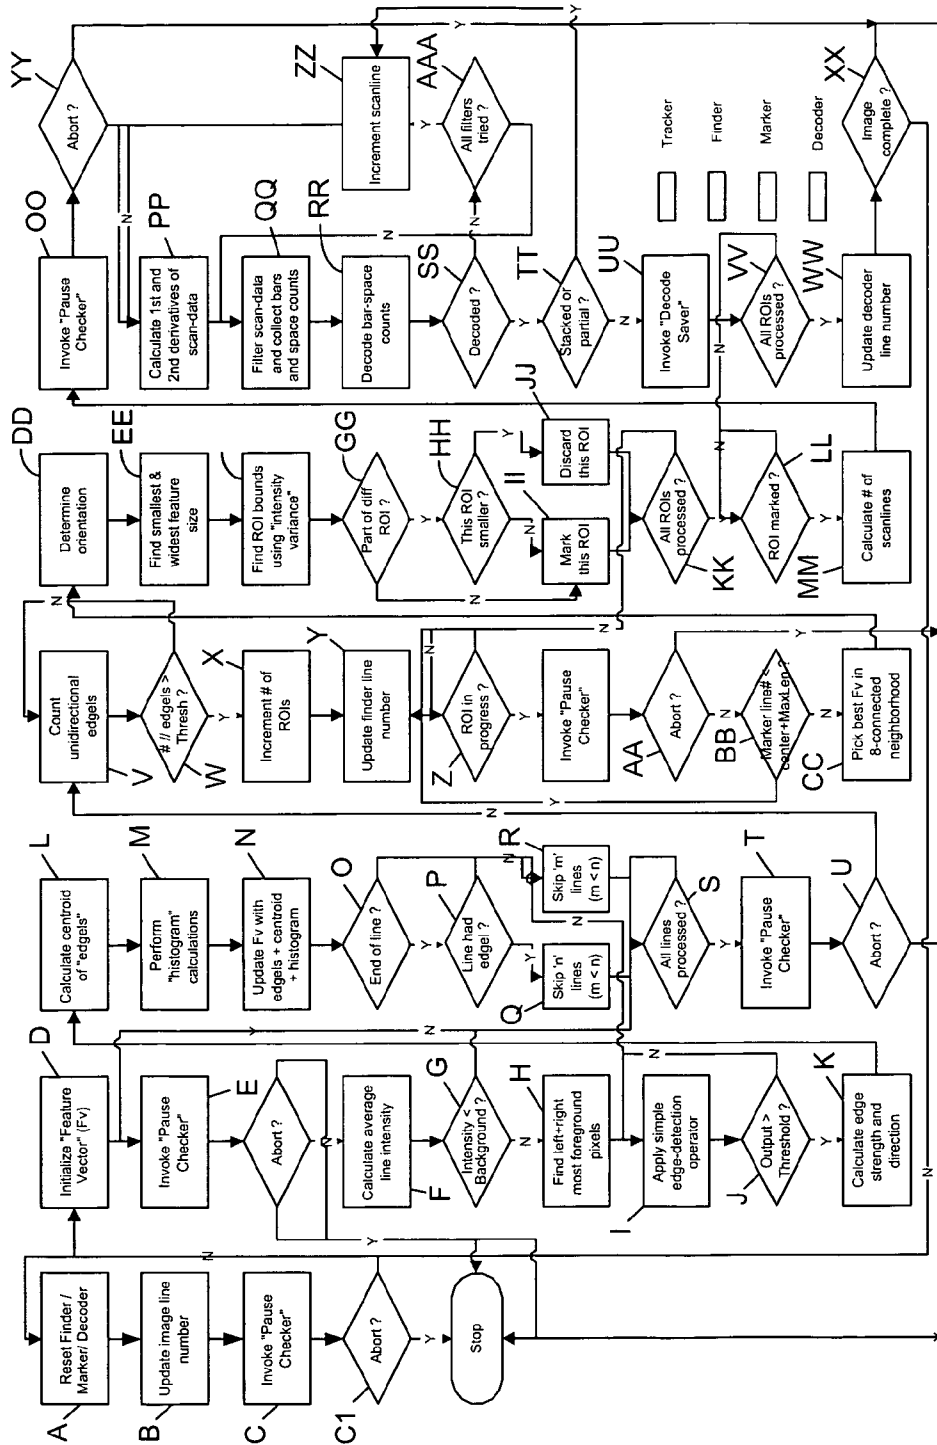 A
Reset Finder /
Marker/ Decoder
B
Update image line
number
C
Invoke "Pause
Checker"
C1
Abort ?
N
Y
Stop
D
Initialize "Feature
Vector" (Fv)
Invoke "Pause
Checker"
E
Abort ?
N
Y
Calculate average
line intensity
F
Intensity <
Background ?
G
Y
N
Find left+right
most foreground
pixels
H
Apply simple
edge-detection
operator
I
Output >
Threshold ?
J
N
Y
Calculate edge
strength and
direction
K
Calculate centroid
of "edgels"
L
Perform
"histogram"
calculations
M
Update Fv with
edgels + centroid
+ histogram
N
End of line ?
O
N
Y
Line had
edgel ?
P
N
Y
Skip 'n'
lines
(m < n)
Q
Skip 'm'
lines
(m < n)
R
All lines
processed ?
S
N
Y
Invoke "Pause
Checker"
T
Abort ?
U
N
Count
unidirectional
edgels
V
# // edgels >
Thresh ?
W
N
Y
Increment # of
ROIs
X
Update finder line
number
Y
ROI in
progress ?
Z
N
Y
Invoke "Pause
Checker"
Abort ?
AA
Y
N
Marker line# <
center+MaxLen ?
BB
Y
N
Pick best Fv in
8-connected
neighborhood
CC
Determine
orientation
DD
Find smallest &
widest feature
size
EE
Find ROI bounds
using "intensity
variance"
Part of diff
ROI ?
GG
N
Y
This ROI
smaller ?
HH
N
Y
Mark
this ROI
II
Discard
this ROI
JJ
All ROIs
processed ?
KK
N
Y
ROI marked ?
LL
N
Y
Calculate # of
scanlines
MM
Invoke "Pause
Checker"
OO
Abort ?
YY
N
Y
Calculate 1st and
2nd derivatives of
scan-data
PP
Filter scan-data
and collect bars
and space counts
QQ
Decode bar-space
counts
RR
Decoded ?
SS
N
Y
Increment scanline
ZZ
All filters
tried ?
AAA
Y
N
Stacked or
partial ?
TT
Y
N
Invoke "Decode
Saver"
UU
All ROIs
processed ?
VV
N
Y
Update decoder
line number
WW
Image
complete ?
XX
Y
N
Tracker
Finder
Marker
Decoder